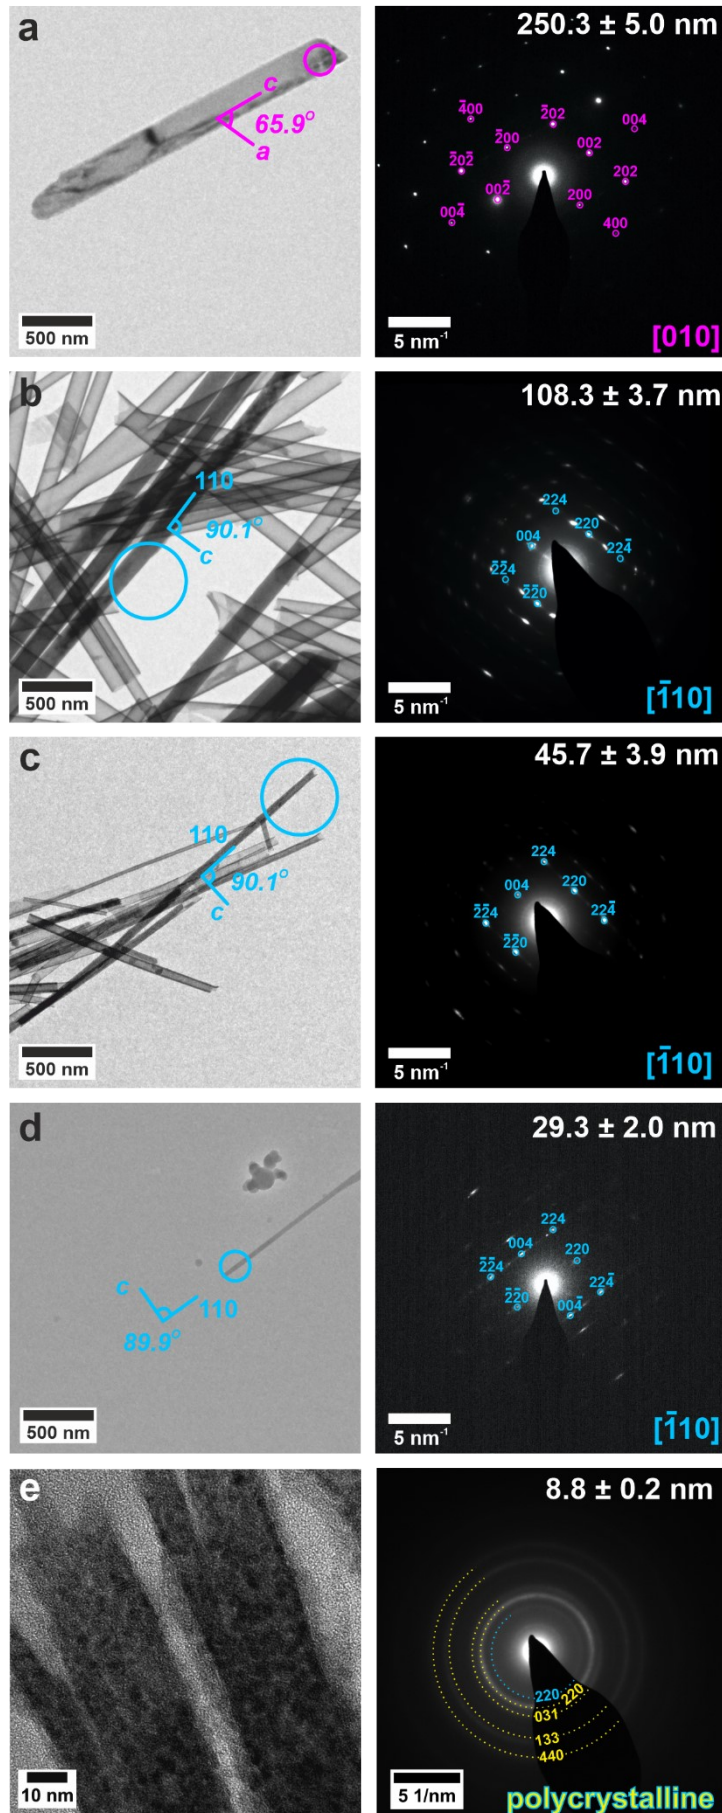 a
c
65.9°
a
500 nm
250.3 ± 5.0 nm
4̅00
2̅02
004
2̅00
002
2̅02̅
202
002̅
200
004̅
400
5 nm⁻¹
[010]
b
110
90.1°
c
500 nm
108.3 ± 3.7 nm
224
220
004
224̅
2̅2̅4
2̅2̅0
5 nm⁻¹
[1̅10]
c
110
90.1°
c
500 nm
45.7 ± 3.9 nm
224
004
220
2̅2̅4
224̅
2̅2̅0
5 nm⁻¹
[1̅10]
d
c
110
89.9°
500 nm
29.3 ± 2.0 nm
224
004
220
2̅2̅4
224̅
2̅2̅0
004̅
5 nm⁻¹
[1̅10]
e
10 nm
8.8 ± 0.2 nm
220
220
031
133
440
5 1/nm
polycrystalline